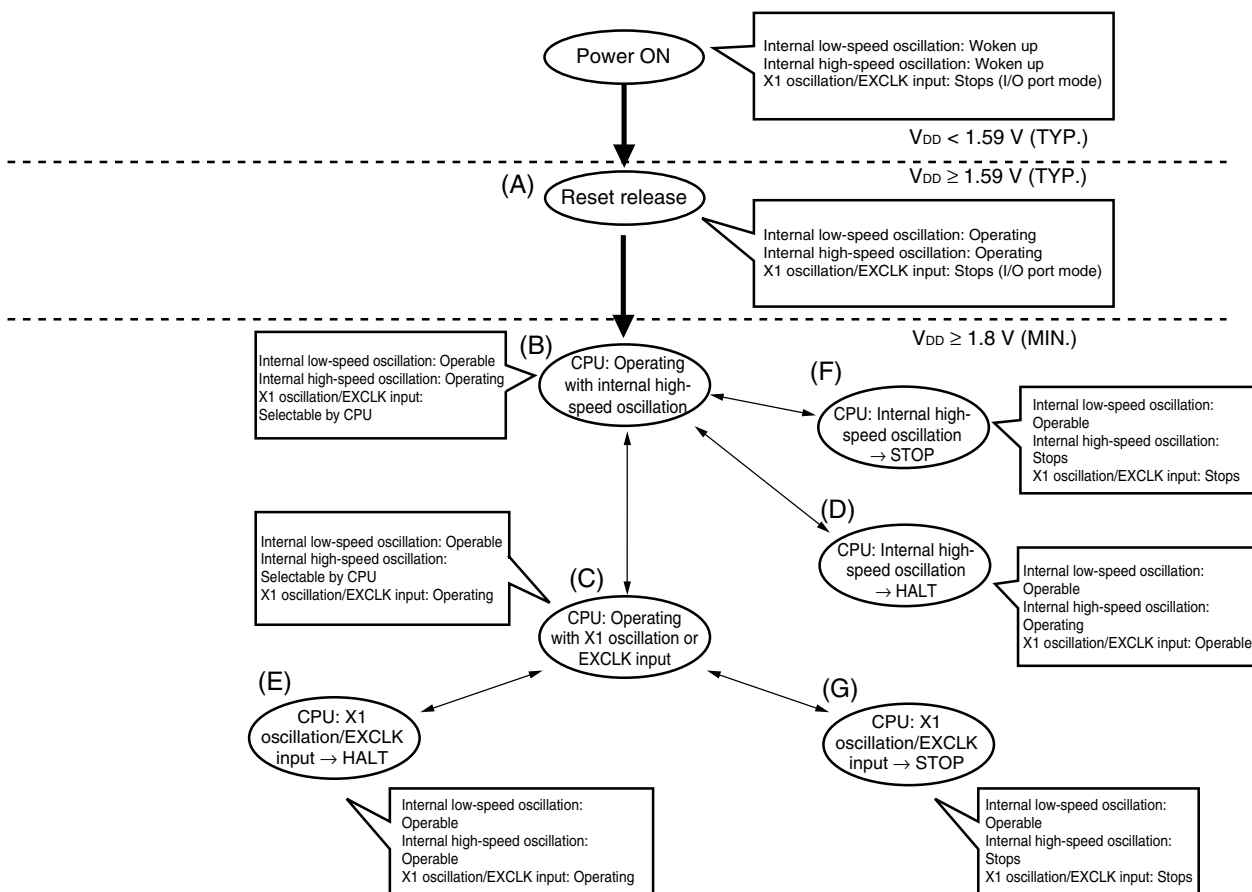 Power ON
Internal low-speed oscillation: Woken up
Internal high-speed oscillation: Woken up
X1 oscillation/EXCLK input: Stops (I/O port mode)
VDD < 1.59 V (TYP.)
(A)
Reset release
VDD ≥ 1.59 V (TYP.)
Internal low-speed oscillation: Operating
Internal high-speed oscillation: Operating
X1 oscillation/EXCLK input: Stops (I/O port mode)
VDD ≥ 1.8 V (MIN.)
Internal low-speed oscillation: Operable
Internal high-speed oscillation: Operating
X1 oscillation/EXCLK input:
Selectable by CPU
(B)
CPU: Operating
with internal high-
speed oscillation
(F)
CPU: Internal high-
speed oscillation
→ STOP
Internal low-speed oscillation:
Operable
Internal high-speed oscillation:
Stops
X1 oscillation/EXCLK input: Stops
(D)
CPU: Internal high-
speed oscillation
→ HALT
Internal low-speed oscillation:
Operable
Internal high-speed oscillation:
Operating
X1 oscillation/EXCLK input: Operable
Internal low-speed oscillation: Operable
Internal high-speed oscillation:
Selectable by CPU
X1 oscillation/EXCLK input: Operating
(C)
CPU: Operating
with X1 oscillation or
EXCLK input
(E)
CPU: X1
oscillation/EXCLK
input → HALT
Internal low-speed oscillation:
Operable
Internal high-speed oscillation:
Operable
X1 oscillation/EXCLK input: Operating
(G)
CPU: X1
oscillation/EXCLK
input → STOP
Internal low-speed oscillation:
Operable
Internal high-speed oscillation:
Stops
X1 oscillation/EXCLK input: Stops